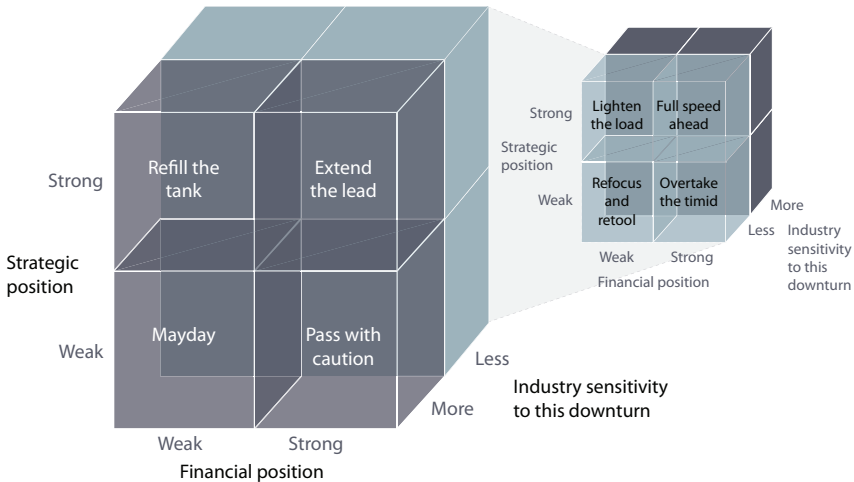 Strong
Strategic
position
Weak
Refill the
tank
Extend
the lead
Mayday
Pass with
caution
Weak
Strong
Financial position
Less
More
Industry sensitivity
to this downturn
Strong
Strategic
position
Weak
Lighten
the load
Full speed
ahead
Refocus
and
retool
Overtake
the timid
Weak
Strong
Financial position
More
Less
Industry
sensitivity
to this
downturn